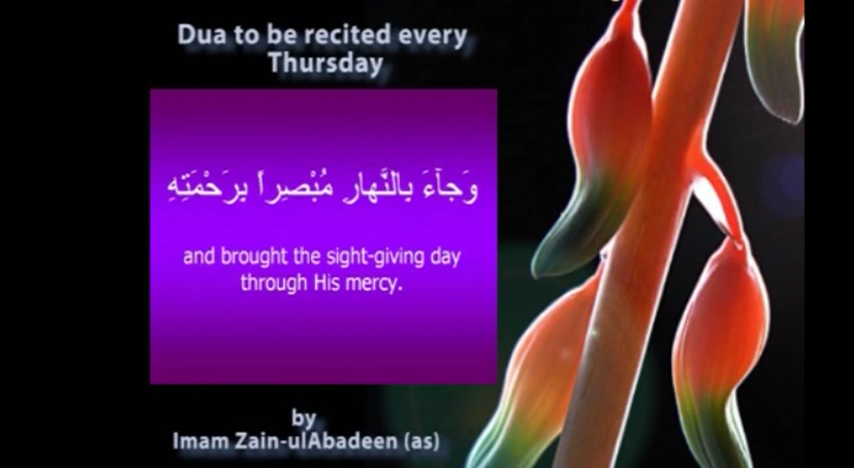 Dua to be recited every
Thursday
وَجآءَ بِالنَّهارِ مُبْصِراً بِرَحْمَتِهِ
and brought the sight-giving day
through His mercy.
by
Imam Zain-ulAbadeen (as)